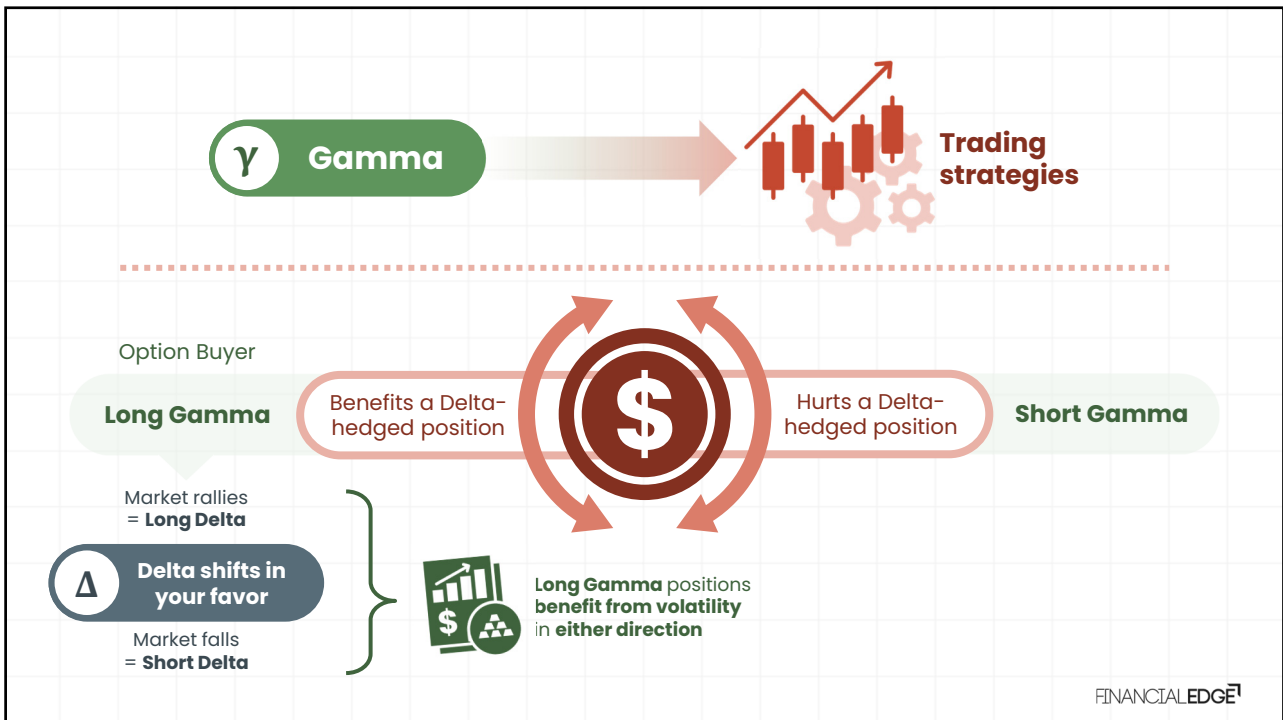 γ Gamma
Trading
strategies
Option Buyer
Long Gamma
Benefits a Delta-
hedged position
$
Hurts a Delta-
hedged position
Short Gamma
Market rallies
= Long Delta
Δ
Delta shifts in
your favor
Market falls
= Short Delta
$
Long Gamma positions
benefit from volatility
in either direction
FINANCIALEDGE